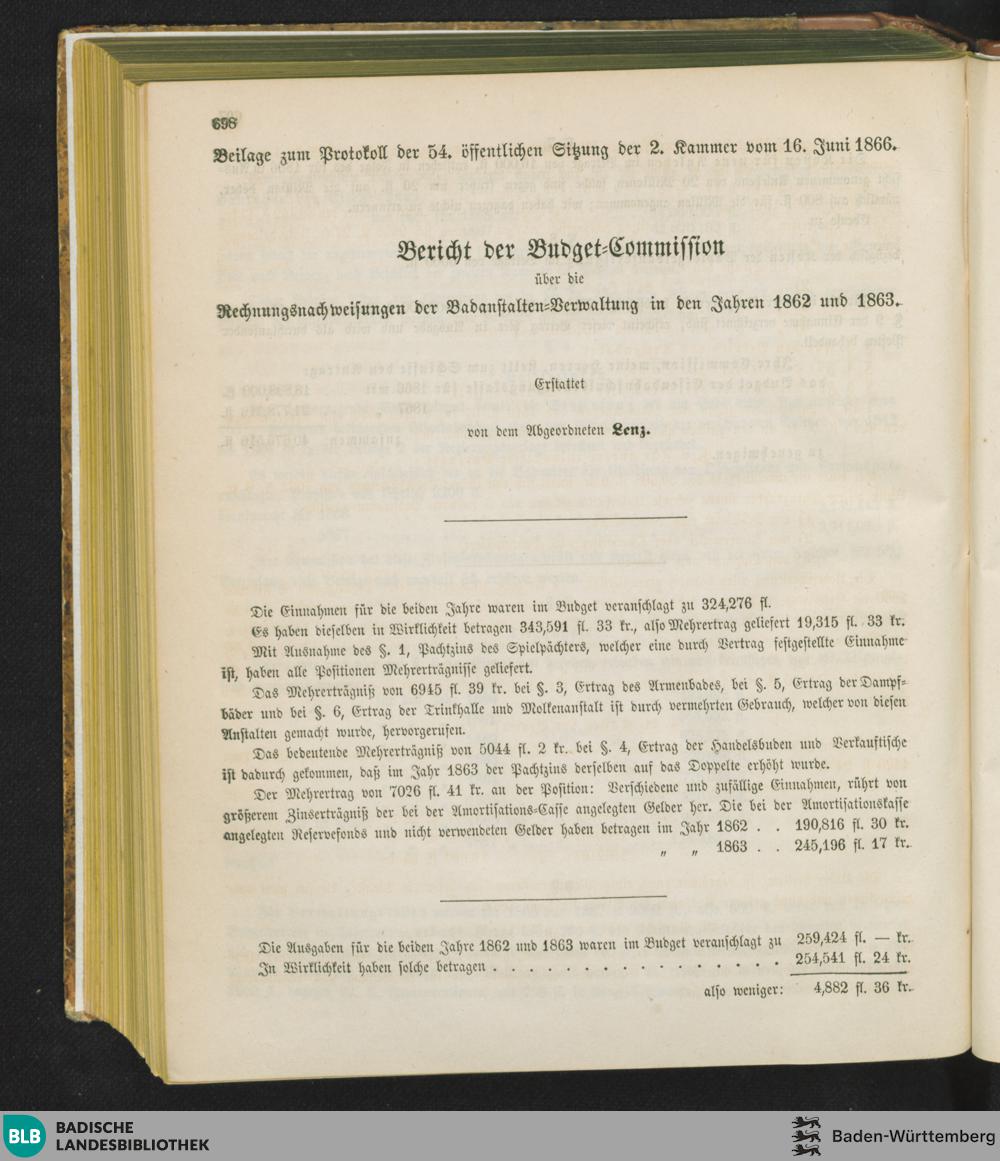 698
Beilage zum Protokoll der 54. öffentlichen Sitzung der 2. Kammer vom 16. Juni 1866.
Bericht der Budget-Commission
über die
Rechnungsnachweisungen der Badanstalten-Verwaltung in den Jahren 1862 und 1863.
Erstattet
von dem Abgeordneten Lenz.
Die Einnahmen für die beiden Jahre waren im Budget veranschlagt zu 324,276 fl.
Es haben dieselben in Wirklichkeit betragen 343,591 fl. 33 kr., also Mehrertrag geliefert 19,315 fl. 33 kr.
Mit Ausnahme des §. 1, Pachtzins des Spielpächters, welcher eine durch Vertrag festgestellte Einnahme
ist, haben alle Positionen Mehrerträgnisse geliefert.
Das Mehrerträgniß von 6945 fl. 39 kr. bei §. 3, Ertrag des Armenbades, bei §. 5, Ertrag der Dampf-
bäder und bei §. 6, Ertrag der Trinkhalle und Molkenanstalt ist durch vermehrten Gebrauch, welcher von diesen
Anstalten gemacht wurde, hervorgerufen.
Das bedeutende Mehrerträgniß von 5044 fl. 2 kr. bei §. 4, Ertrag der Handelsbuden und Verkauftische
ist dadurch gekommen, daß im Jahr 1863 der Pachtzins derselben auf das Doppelte erhöht wurde.
Der Mehrertrag von 7026 fl. 41 kr. an der Position: Verschiedene und zufällige Einnahmen, rührt von
größerem Zinserträgniß der bei der Amortisations-Casse angelegten Gelder her. Die bei der Amortisationskasse
angelegten Reservefonds und nicht verwendeten Gelder haben betragen im Jahr 1862 . . 190,816 fl. 30 kr.
„ „ 1863 . . 245,196 fl. 17 kr.
Die Ausgaben für die beiden Jahre 1862 und 1863 waren im Budget veranschlagt zu 259,424 fl. — kr.
In Wirklichkeit haben solche betragen . . . . . . . . . . . . . . . . 254,541 fl. 24 kr.
also weniger: 4,882 fl. 36 kr.
BLB BADISCHE
LANDESBIBLIOTHEK
Baden-Württemberg